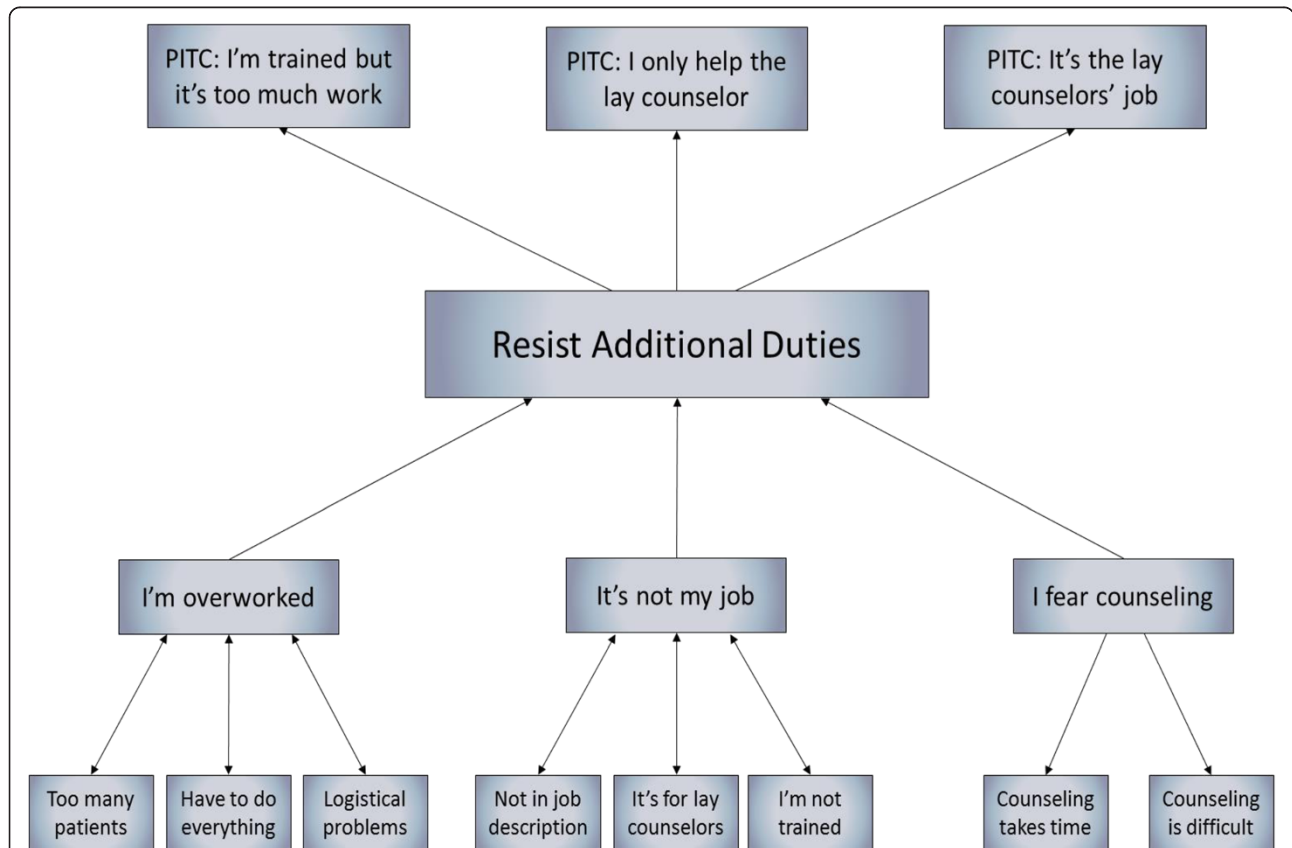 PITC: I'm trained but
it's too much work
PITC: I only help the
lay counselor
PITC: It's the lay
counselors' job
Resist Additional Duties
I'm overworked
It's not my job
I fear counseling
Too many
patients
Have to do
everything
Logistical
problems
Not in job
description
It's for lay
counselors
I'm not
trained
Counseling
takes time
Counseling
is difficult